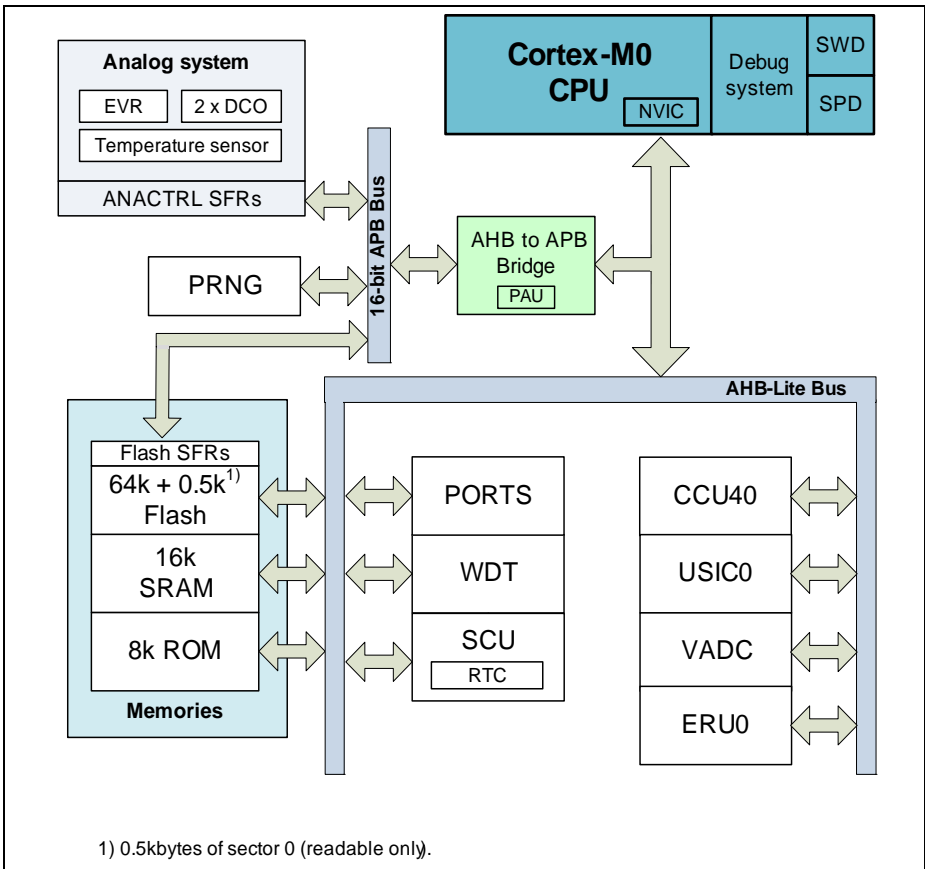 Analog system
EVR
2 x DCO
Temperature sensor
ANACTRL SFRs
Cortex-M0
CPU
NVIC
Debug
system
SWD
SPD
16-bit APB Bus
AHB to APB
Bridge
PAU
PRNG
AHB-Lite Bus
Flash SFRs
64k + 0.5k1)
Flash
16k
SRAM
8k ROM
Memories
PORTS
WDT
SCU
RTC
CCU40
USIC0
VADC
ERU0
1) 0.5kbytes of sector 0 (readable only).